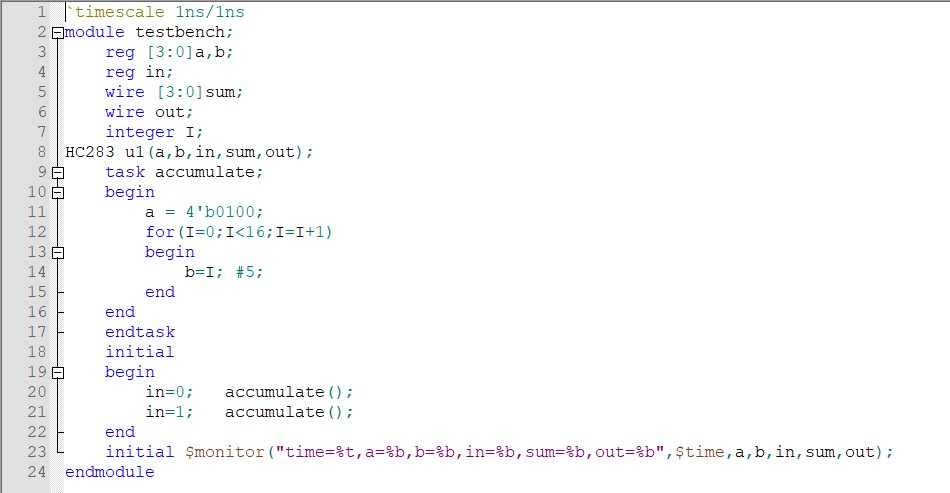 1 `timescale 1ns/1ns
2 module testbench;
3 reg [3:0]a,b;
4 reg in;
5 wire [3:0]sum;
6 wire out;
7 integer I;
8 HC283 u1(a,b,in,sum,out);
9 task accumulate;
10 begin
11 a = 4'b0100;
12 for(I=0;I<16;I=I+1)
13 begin
14 b=I; #5;
15 end
16 end
17 endtask
18 initial
19 begin
20 in=0; accumulate();
21 in=1; accumulate();
22 end
23 initial $monitor("time=%t,a=%b,b=%b,in=%b,sum=%b,out=%b",$time,a,b,in,sum,out);
24 endmodule